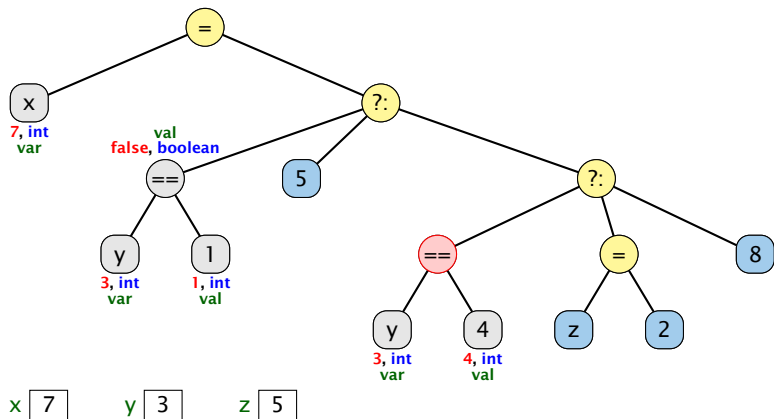 =
x
7, int
var
?:
val
false, boolean
==
5
?:
y
3, int
var
1
1, int
val
==
=
8
y
3, int
var
4
4, int
val
z
2
x 7 y 3 z 5